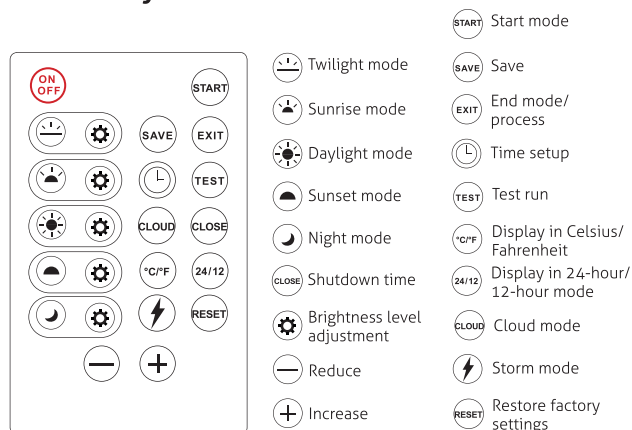 ON
OFF
START
SAVE
EXIT
TEST
CLOUD
CLOSE
°C/°F
24/12
RESET
Twilight mode
Sunrise mode
Daylight mode
Sunset mode
Night mode
CLOSE Shutdown time
Brightness level
adjustment
Reduce
Increase
START Start mode
SAVE Save
EXIT End mode/
process
Time setup
TEST Test run
°C/°F Display in Celsius/
Fahrenheit
24/12 Display in 24-hour/
12-hour mode
CLOUD Cloud mode
Storm mode
RESET Restore factory
settings